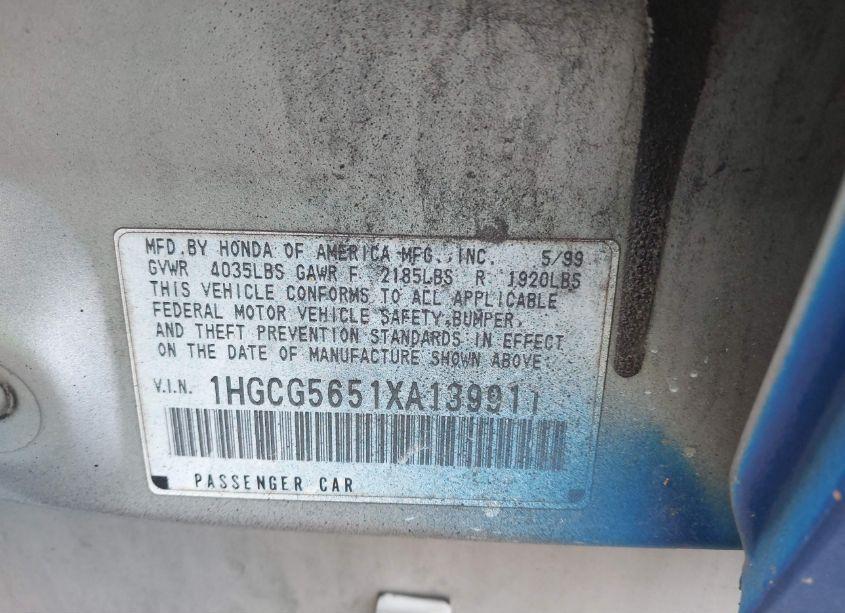 MFD. BY HONDA OF AMERICA MFG., INC. 5/99
GVWR 4035LBS GAWR F 2185LBS R 1920LBS
THIS VEHICLE CONFORMS TO ALL APPLICABLE
FEDERAL MOTOR VEHICLE SAFETY,BUMPER,
AND THEFT PREVENTION STANDARDS IN EFFECT
ON THE DATE OF MANUFACTURE SHOWN ABOVE.
V.I.N. 1HGCG5651XA139911
PASSENGER CAR